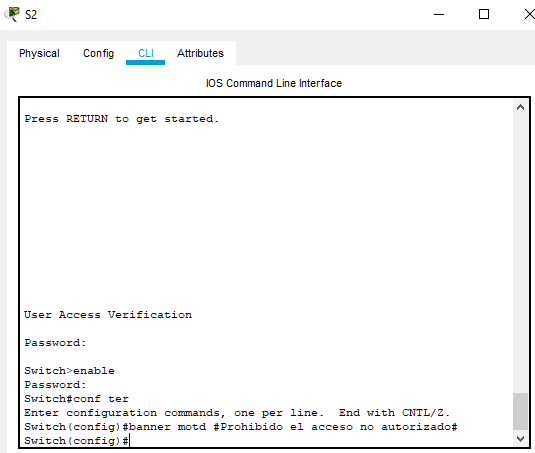 S2
Physical Config CLI Attributes
IOS Command Line Interface
Press RETURN to get started.
User Access Verification
Password:
Switch>enable
Password:
Switch#conf ter
Enter configuration commands, one per line.  End with CNTL/Z.
Switch(config)#banner motd #Prohibido el acceso no autorizado#
Switch(config)#